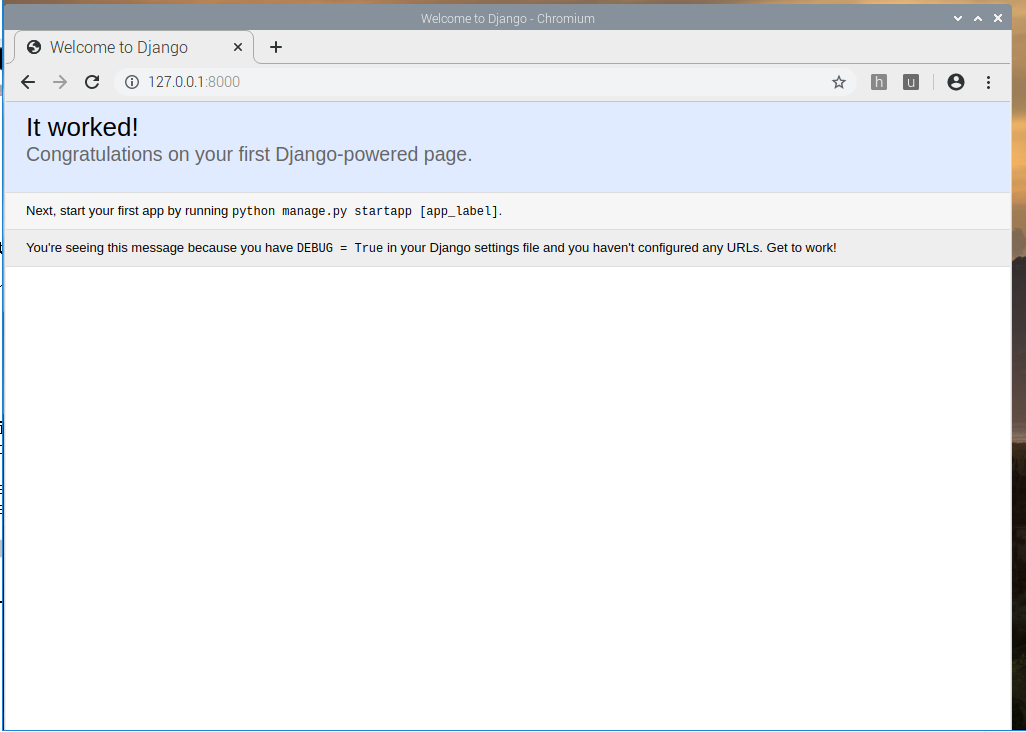 Welcome to Django - Chromium
Welcome to Django
127.0.0.1:8000
h u
It worked!
Congratulations on your first Django-powered page.
Next, start your first app by running python manage.py startapp [app_label].
You're seeing this message because you have DEBUG = True in your Django settings file and you haven't configured any URLs. Get to work!